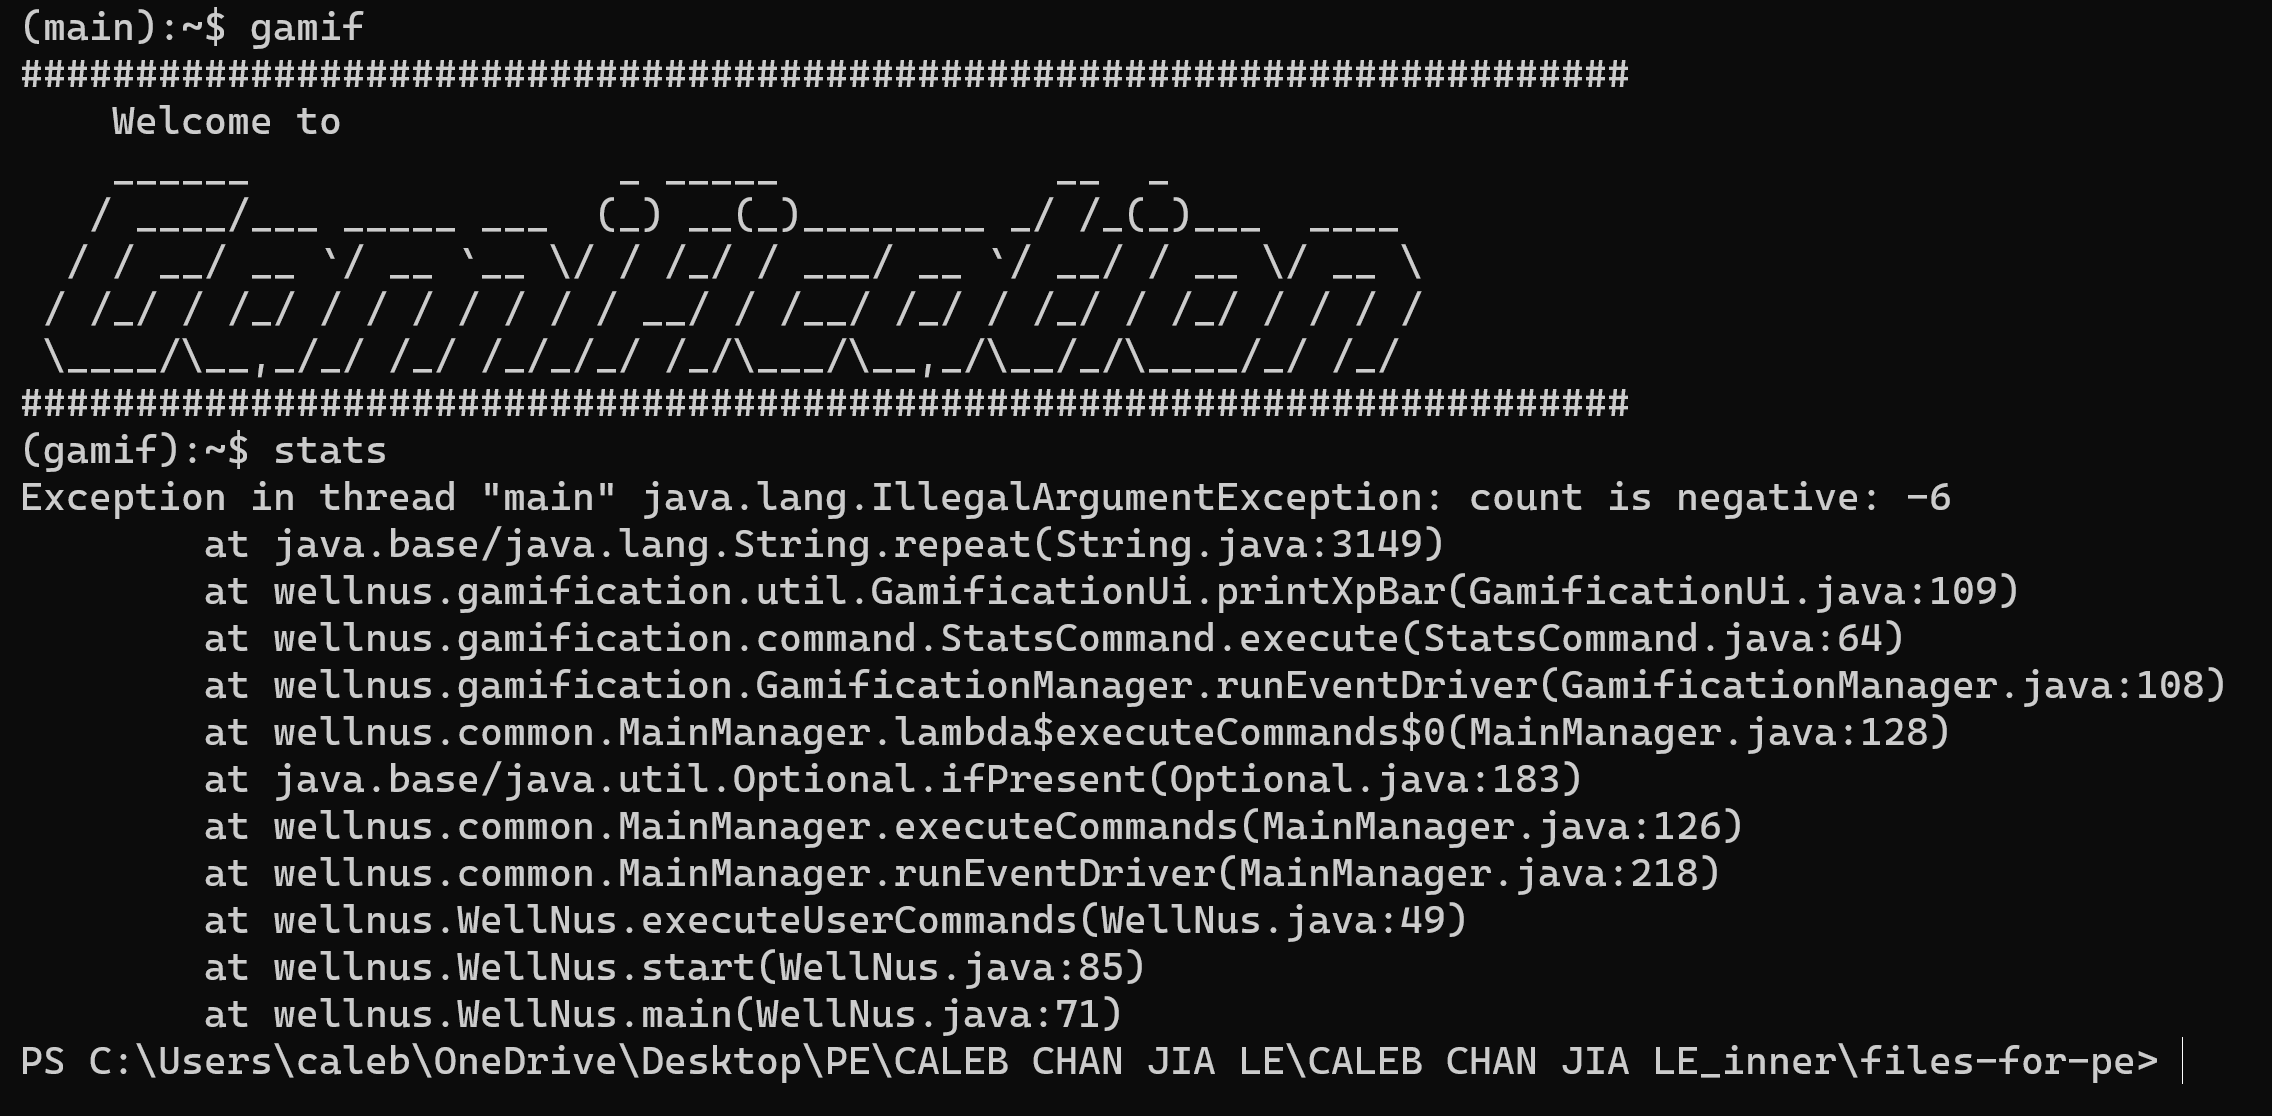 (main):~$ gamif
######################################################################
    Welcome to
    ______                _ _____            __  _
   / ____/___ _____ ___  (_) __(_)________ _/ /_(_)___  ____
  / / __/ __ `/ __ `__ \/ / /_/ / ___/ __ `/ __/ / __ \/ __ \
 / /_/ / /_/ / / / / / / / __/ / /__/ /_/ / /_/ / /_/ / / / /
 \____/\__,_/_/ /_/ /_/_/_/ /_/\___/\__,_/\__/_/\____/_/ /_/
######################################################################
(gamif):~$ stats
Exception in thread "main" java.lang.IllegalArgumentException: count is negative: -6
        at java.base/java.lang.String.repeat(String.java:3149)
        at wellnus.gamification.util.GamificationUi.printXpBar(GamificationUi.java:109)
        at wellnus.gamification.command.StatsCommand.execute(StatsCommand.java:64)
        at wellnus.gamification.GamificationManager.runEventDriver(GamificationManager.java:108)
        at wellnus.common.MainManager.lambda$executeCommands$0(MainManager.java:128)
        at java.base/java.util.Optional.ifPresent(Optional.java:183)
        at wellnus.common.MainManager.executeCommands(MainManager.java:126)
        at wellnus.common.MainManager.runEventDriver(MainManager.java:218)
        at wellnus.WellNus.executeUserCommands(WellNus.java:49)
        at wellnus.WellNus.start(WellNus.java:85)
        at wellnus.WellNus.main(WellNus.java:71)
PS C:\Users\caleb\OneDrive\Desktop\PE\CALEB CHAN JIA LE\CALEB CHAN JIA LE_inner\files-for-pe>